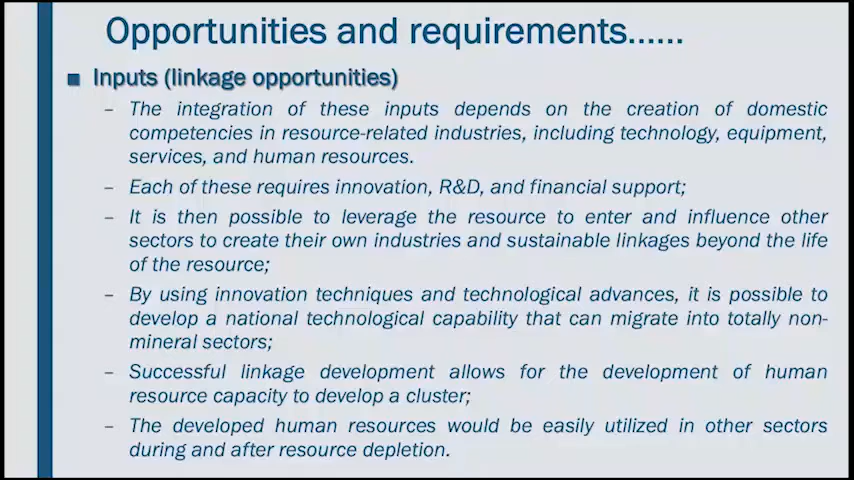 Opportunities and requirements......
■ Inputs (linkage opportunities)
– The integration of these inputs depends on the creation of domestic
competencies in resource-related industries, including technology, equipment,
services, and human resources.
– Each of these requires innovation, R&D, and financial support;
– It is then possible to leverage the resource to enter and influence other
sectors to create their own industries and sustainable linkages beyond the life
of the resource;
– By using innovation techniques and technological advances, it is possible to
develop a national technological capability that can migrate into totally non-
mineral sectors;
– Successful linkage development allows for the development of human
resource capacity to develop a cluster;
– The developed human resources would be easily utilized in other sectors
during and after resource depletion.